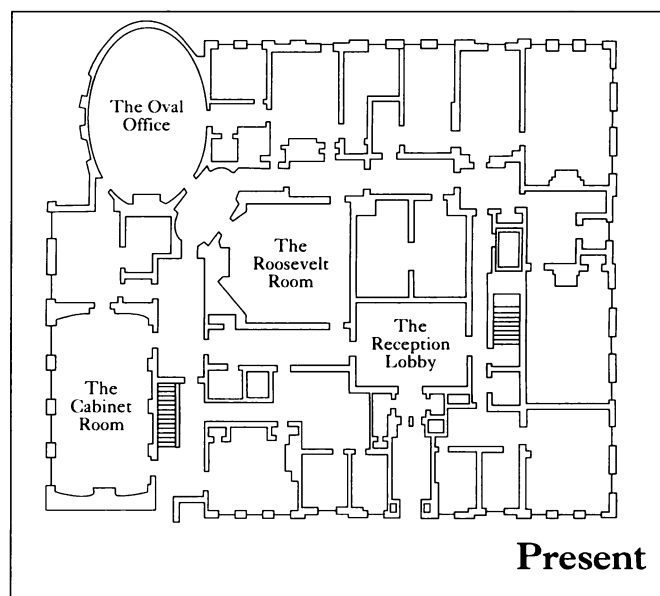 The Oval
Office
The
Roosevelt
Room
The
Reception
Lobby
The
Cabinet
Room
Present